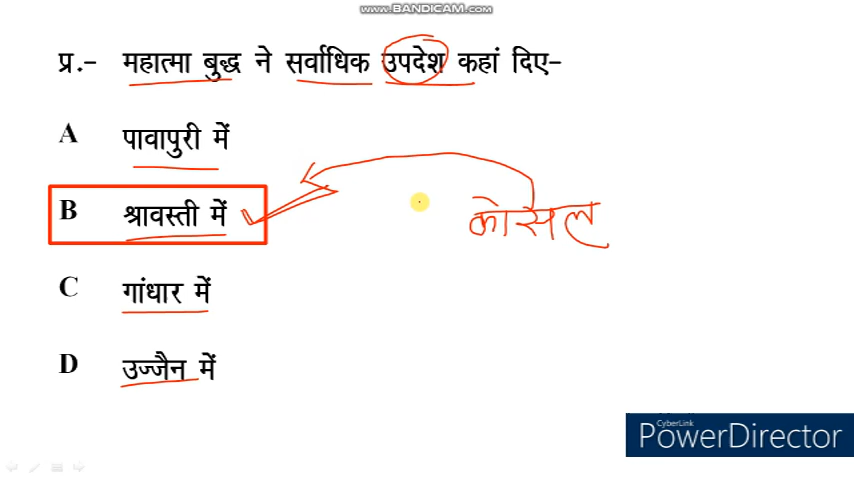 www.BANDICAM.com
प्र.- महात्मा बुद्ध ने सर्वाधिक उपदेश कहां दिए-
A पावापुरी में
B श्रावस्ती में
कोसल
C गांधार में
D उज्जैन में
CyberLink
PowerDirector